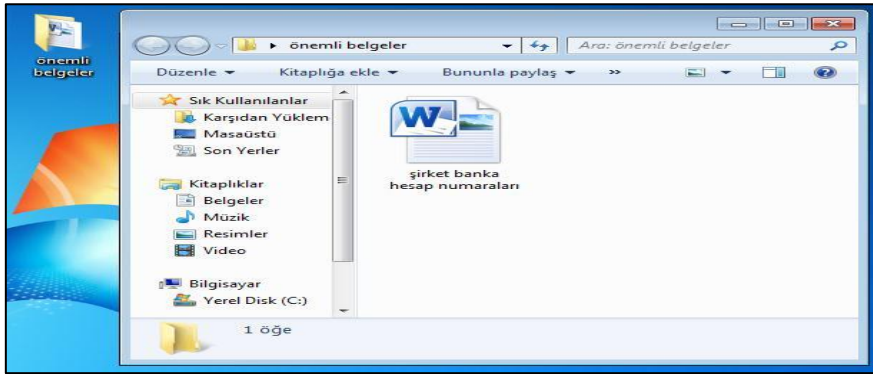 önemli
belgeler
önemli belgeler
Ara: önemli belgeler
Düzenle
Kitaplığa ekle
Bununla paylaş
»
Sık Kullanılanlar
Karşıdan Yüklem
Masaüstü
Son Yerler
Kitaplıklar
Belgeler
Müzik
Resimler
Video
Bilgisayar
Yerel Disk (C:)
W
şirket banka
hesap numaraları
1 öğe